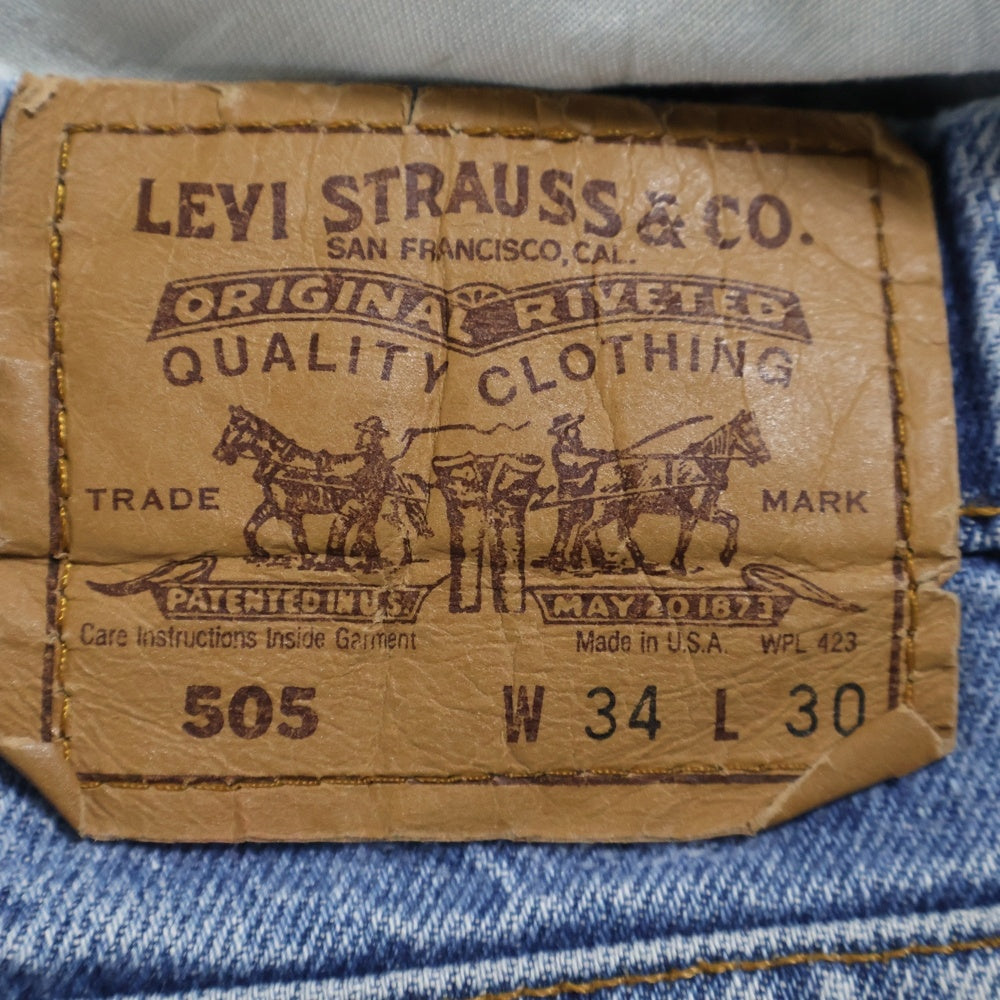 LEVI STRAUSS & CO.
SAN FRANCISCO, CAL.
ORIGINAL RIVETED
QUALITY CLOTHING
TRADE MARK
PATENTED IN U.S. MAY 20 1873
Care Instructions Inside Garment Made in U.S.A. WPL 423
505 W 34 L 30